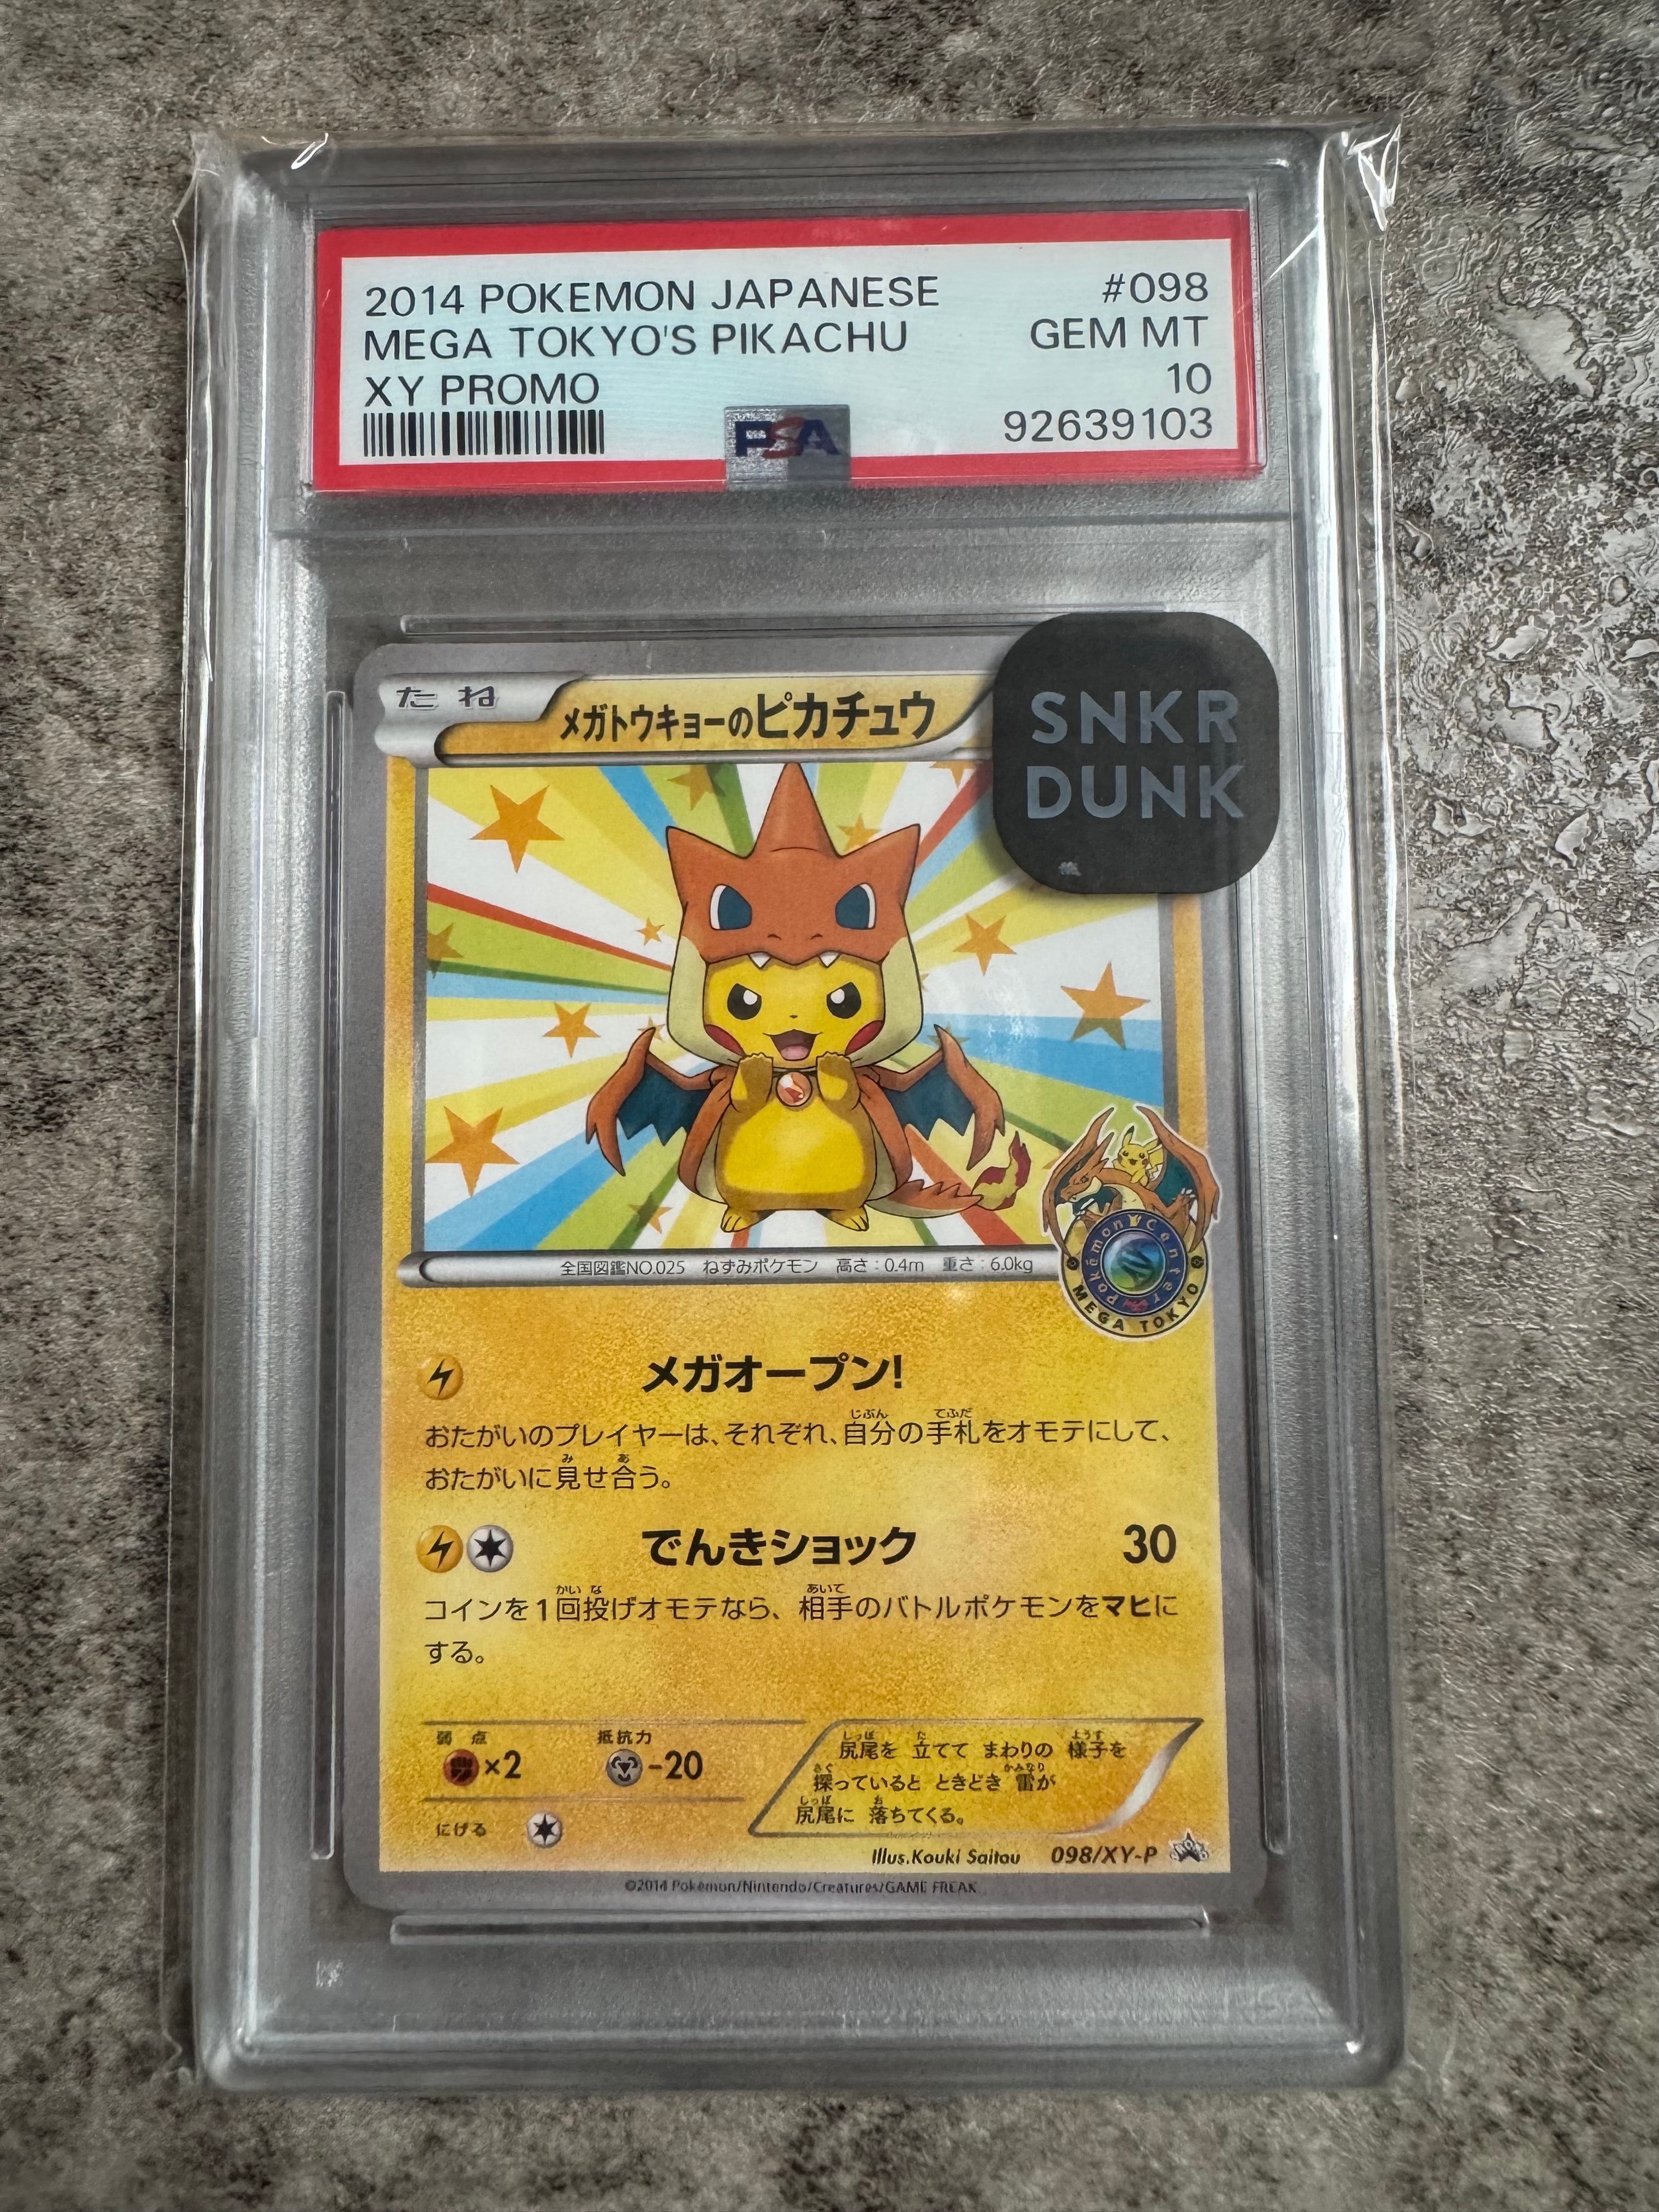 2014 POKEMON JAPANESE #098
MEGA TOKYO'S PIKACHU GEM MT
XY PROMO 10
PSA 92639103
SNKR
DUNK
たね メガトウキョーのピカチュウ
全国図鑑NO.025 ねずみポケモン 高さ:0.4m 重さ:6.0kg
Pokémon Center
MEGA TOKYO
メガオープン!
おたがいのプレイヤーは、それぞれ、自分の手札をオモテにして、
おたがいに見せ合う。
でんきショック 30
コインを1回投げオモテなら、相手のバトルポケモンをマヒに
する。
弱点 ×2 抵抗力 -20
にげる
尻尾を 立てて まわりの 様子を
探っていると ときどき 雷が
尻尾に 落ちてくる。
Illus.Kouki Saitou 098/XY-P
©2014 Pokémon/Nintendo/Creatures/GAME FREAK